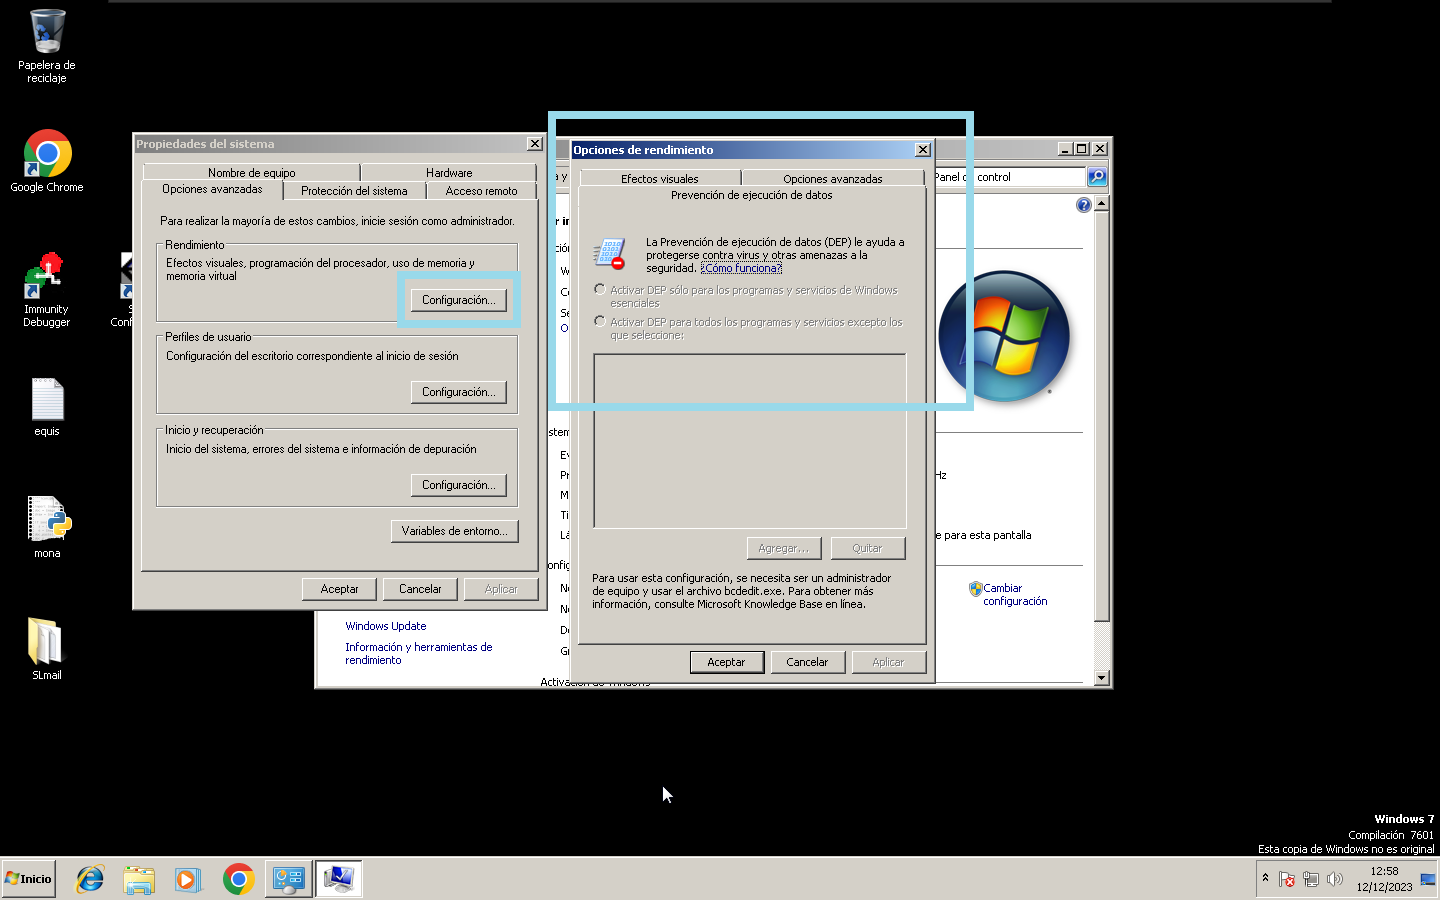 Papelera de
reciclaje
Google Chrome
Immunity
Debugger
equis
mona
SLmail
Propiedades del sistema
Nombre de equipo
Hardware
Opciones avanzadas
Protección del sistema
Acceso remoto
Para realizar la mayoría de estos cambios, inicie sesión como administrador.
Rendimiento
Efectos visuales, programación del procesador, uso de memoria y
memoria virtual
Configuración...
Perfiles de usuario
Configuración del escritorio correspondiente al inicio de sesión
Configuración...
Inicio y recuperación
Inicio del sistema, errores del sistema e información de depuración
Configuración...
Variables de entorno...
Aceptar
Cancelar
Aplicar
Opciones de rendimiento
Efectos visuales
Opciones avanzadas
Prevención de ejecución de datos
La Prevención de ejecución de datos (DEP) le ayuda a
protegerse contra virus y otras amenazas a la
seguridad. ¿Cómo funciona?
Activar DEP sólo para los programas y servicios de Windows
esenciales
Activar DEP para todos los programas y servicios excepto los
que seleccione:
Agregar...
Quitar
Para usar esta configuración, se necesita ser un administrador
de equipo y usar el archivo bcdedit.exe. Para obtener más
información, consulte Microsoft Knowledge Base en línea.
Aceptar
Cancelar
Aplicar
Panel de control
Hz
e para esta pantalla
Cambiar
configuración
Windows Update
Información y herramientas de
rendimiento
Windows 7
Compilación 7601
Esta copia de Windows no es original
Inicio
12:58
12/12/2023